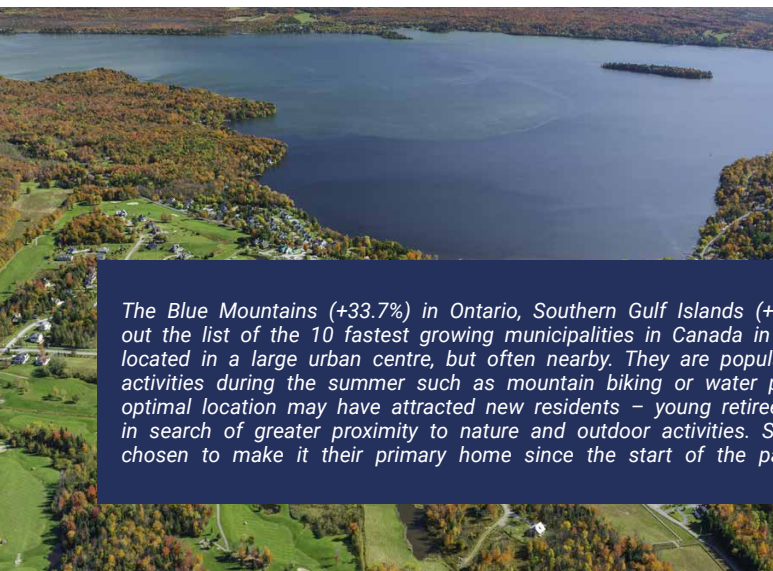 The Blue Mountains (+33.7%) in Ontario, Southern Gulf Islands (+
out the list of the 10 fastest growing municipalities in Canada in
located in a large urban centre, but often nearby. They are popul
activities during the summer such as mountain biking or water p
optimal location may have attracted new residents – young retiree
in search of greater proximity to nature and outdoor activities. S
chosen to make it their primary home since the start of the pa